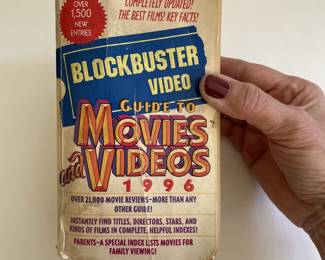 COMPLETELY UPDATED!
THE BEST FILMS! KEY FACTS!
OVER
1,500
NEW
ENTRIES
BLOCKBUSTER
VIDEO
GUIDE TO
MOVIES
and VIDEOS
1996
OVER 21,000 MOVIE REVIEWS–MORE THAN ANY
OTHER GUIDE!
INSTANTLY FIND TITLES, DIRECTORS, STARS, AND
KINDS OF FILMS IN COMPLETE, HELPFUL INDEXES!
PARENTS–A SPECIAL INDEX LISTS MOVIES FOR
FAMILY VIEWING!